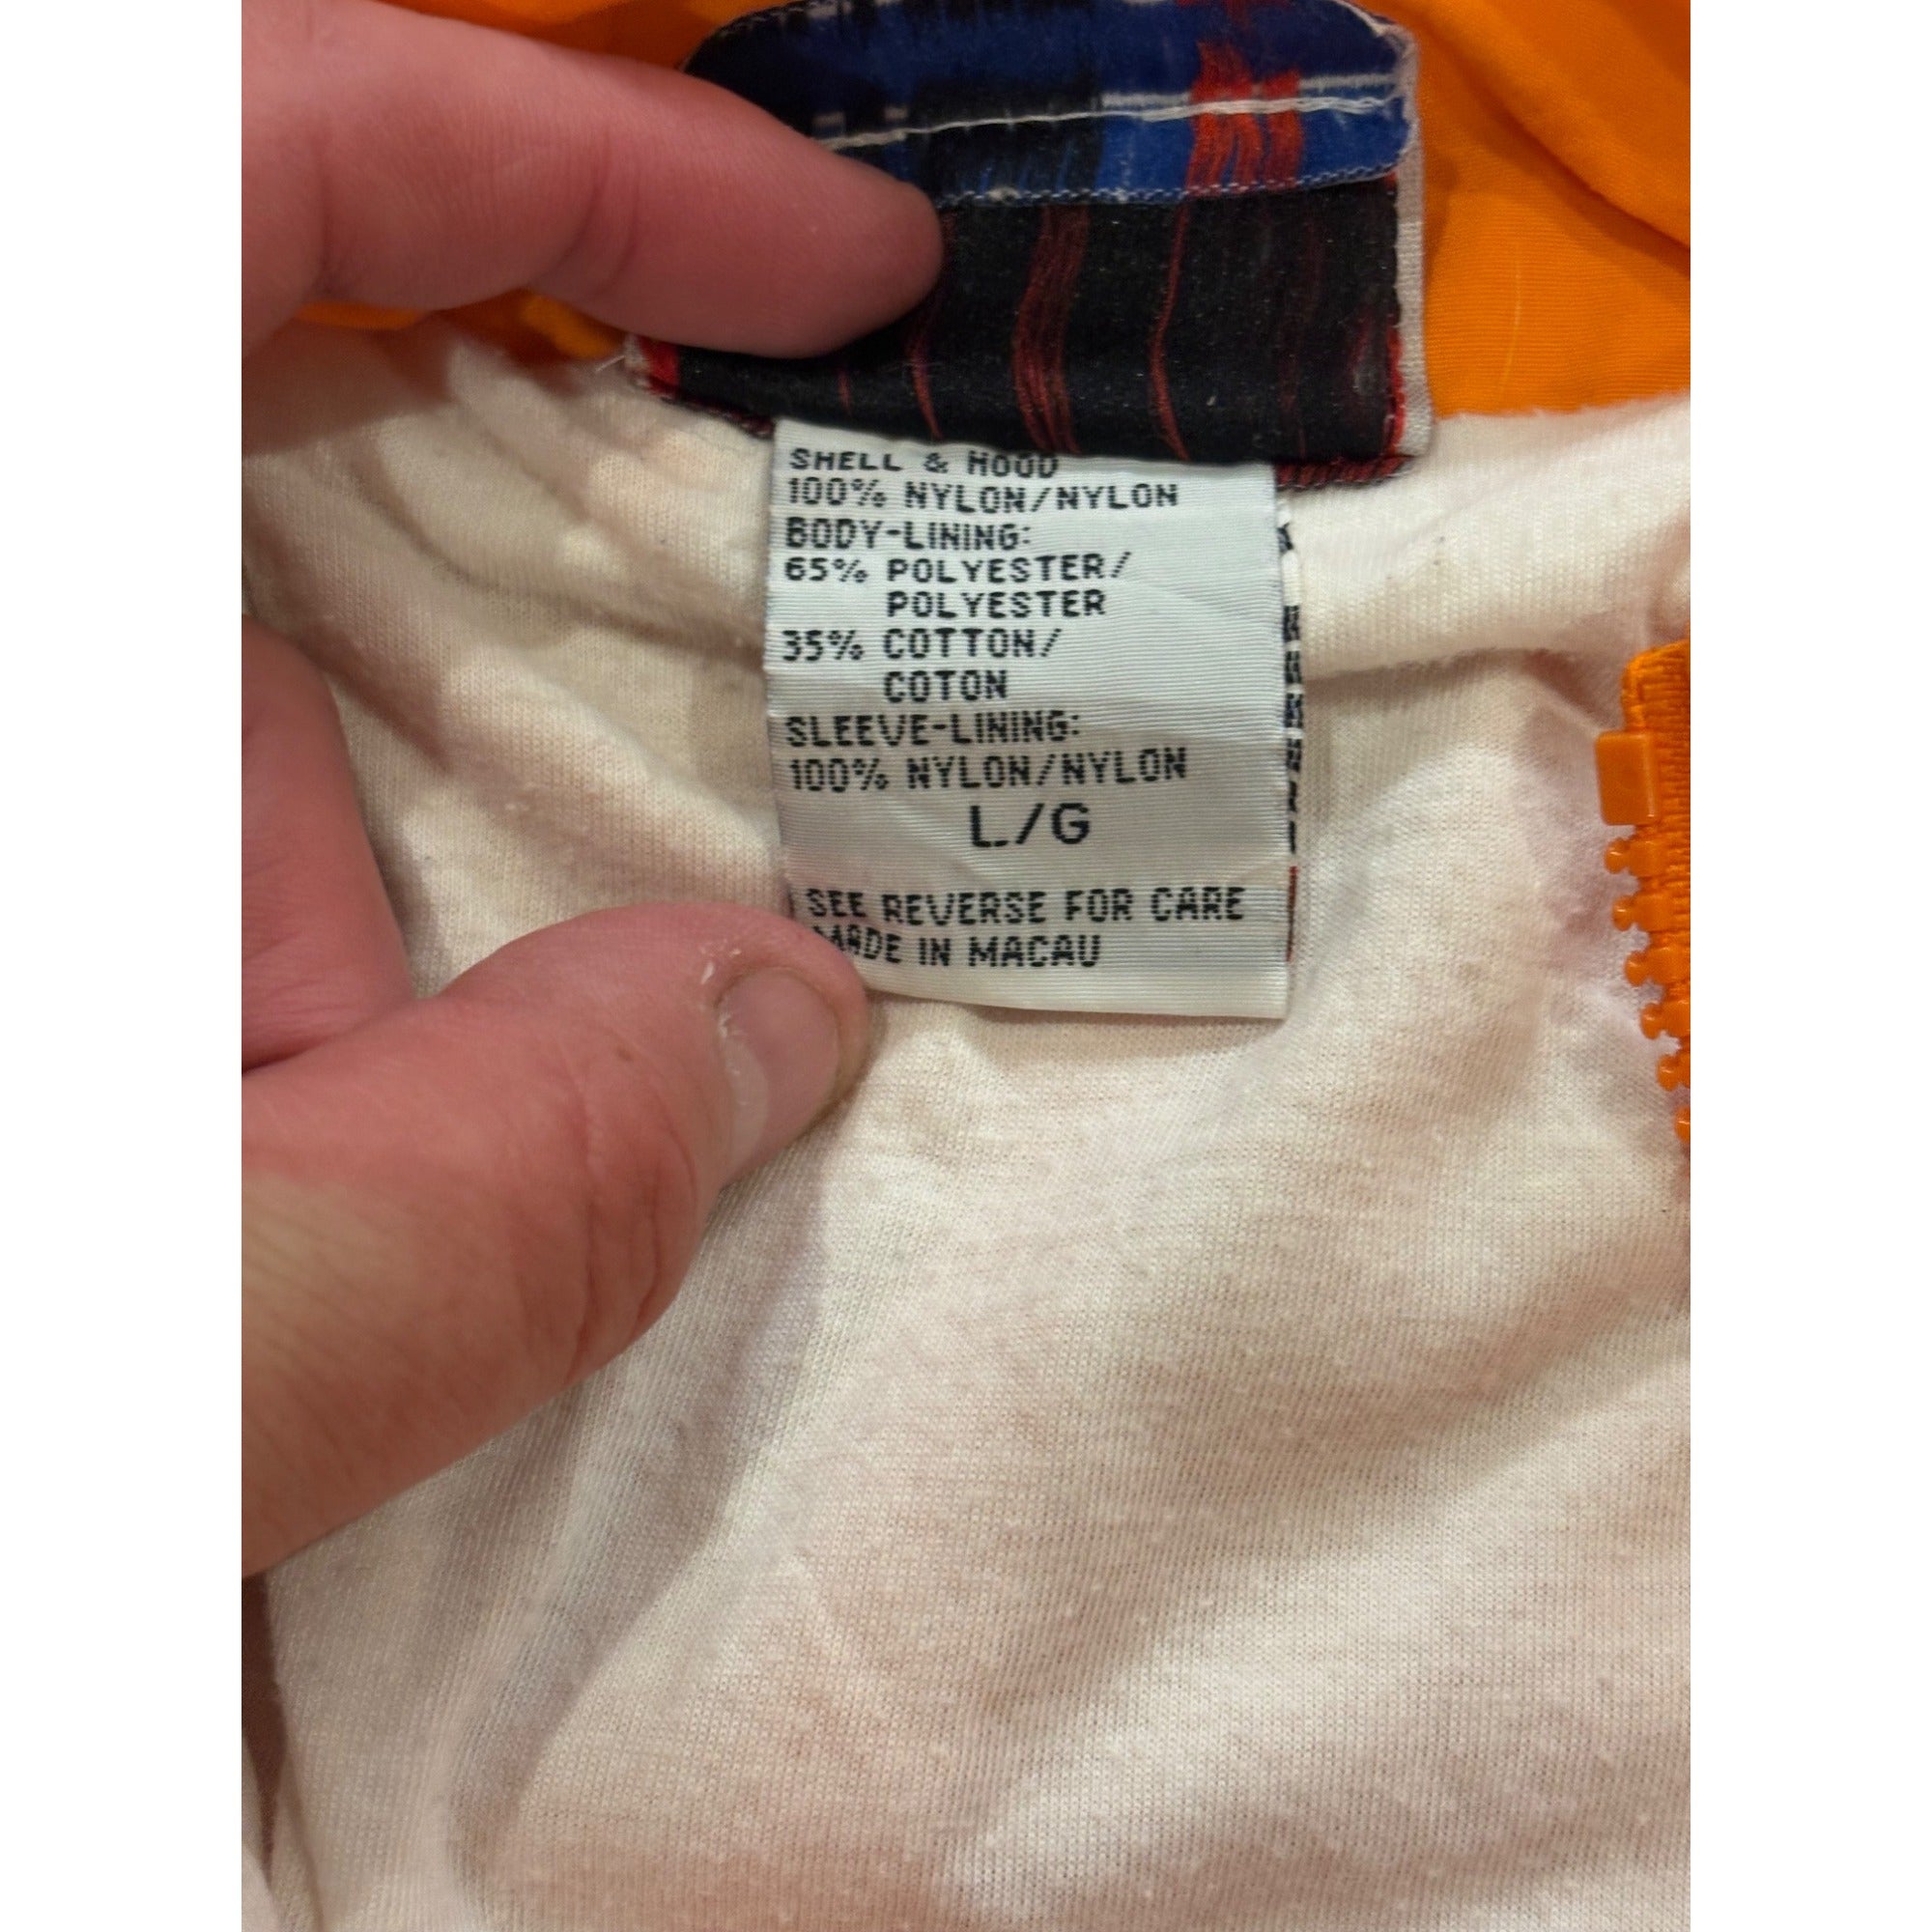 SHELL & HOOD
100% NYLON/NYLON
BODY-LINING:
65% POLYESTER/
POLYESTER
35% COTTON/
COTON
SLEEVE-LINING:
100% NYLON/NYLON
L/G
SEE REVERSE FOR CARE
MADE IN MACAU